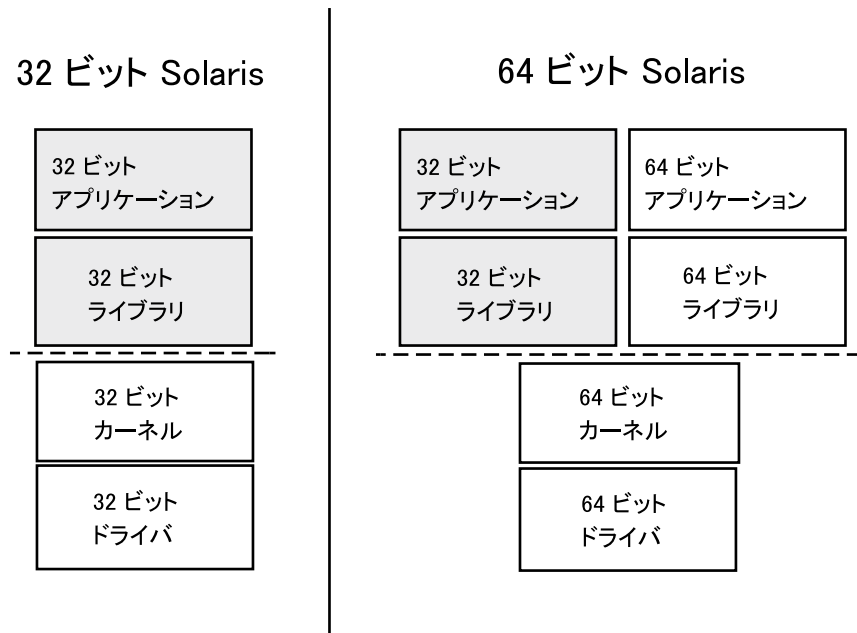 32 ビット Solaris
32 ビット
アプリケーション
32 ビット
ライブラリ
32 ビット
カーネル
32 ビット
ドライバ
64 ビット Solaris
32 ビット
アプリケーション
64 ビット
アプリケーション
32 ビット
ライブラリ
64 ビット
ライブラリ
64 ビット
カーネル
64 ビット
ドライバ